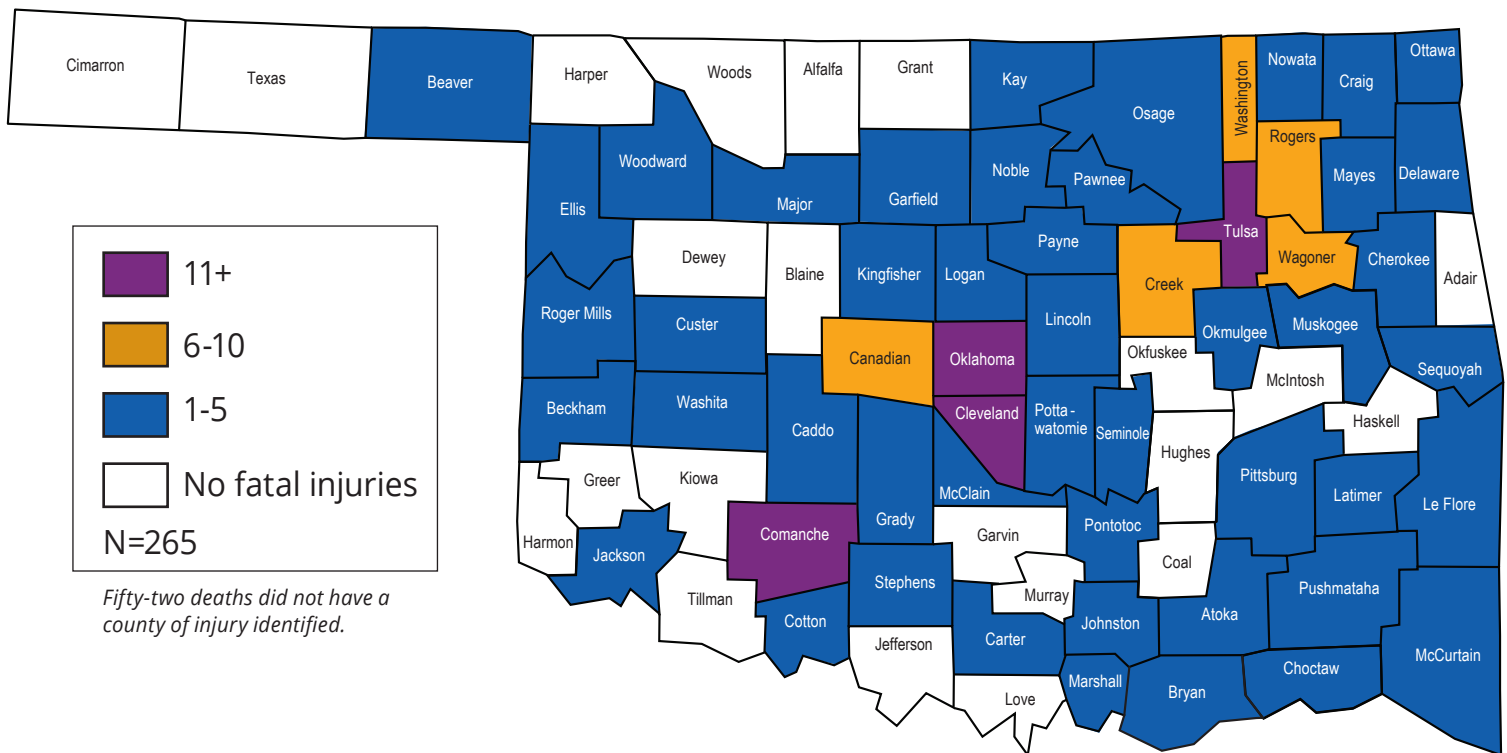 Cimarron
Texas
Beaver
Harper
Woods
Alfalfa
Grant
Kay
Osage
Washington
Nowata
Craig
Ottawa
Rogers
Mayes
Delaware
Woodward
Ellis
Major
Garfield
Noble
Pawnee
Tulsa
Dewey
Blaine
Kingfisher
Logan
Payne
Creek
Wagoner
Cherokee
Adair
Roger Mills
Custer
Canadian
Oklahoma
Lincoln
Okfuskee
Okmulgee
Muskogee
McIntosh
Sequoyah
Beckham
Washita
Caddo
Cleveland
Potta -
watomie
Seminole
Hughes
Haskell
Pittsburg
Latimer
Le Flore
Greer
Kiowa
Harmon
Jackson
Comanche
Grady
McClain
Garvin
Pontotoc
Coal
Tillman
Cotton
Stephens
Murray
Jefferson
Carter
Johnston
Atoka
Pushmataha
Love
Marshall
Bryan
Choctaw
McCurtain
11+
6-10
1-5
No fatal injuries
N=265
Fifty-two deaths did not have a
county of injury identified.